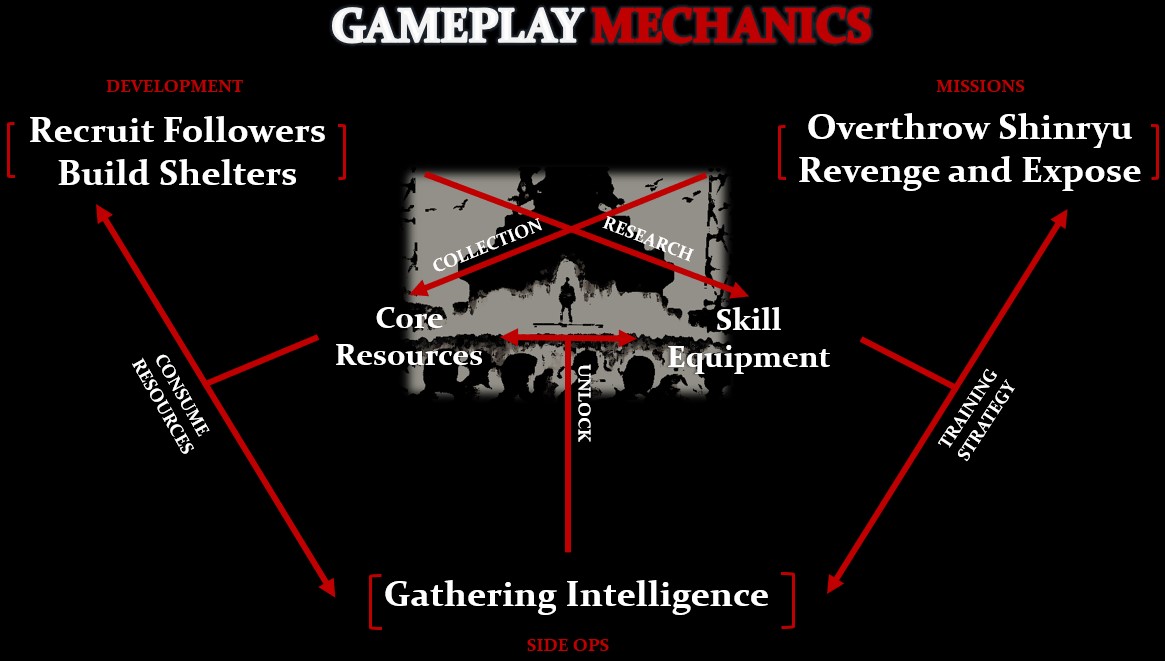 GAMEPLAY MECHANICS
DEVELOPMENT
Recruit Followers
Build Shelters
MISSIONS
Overthrow Shinryu
Revenge and Expose
COLLECTION
RESEARCH
Core
Resources
Skill
Equipment
UNLOCK
CONSUME
RESOURCES
TRAINING
STRATEGY
Gathering Intelligence
SIDE OPS